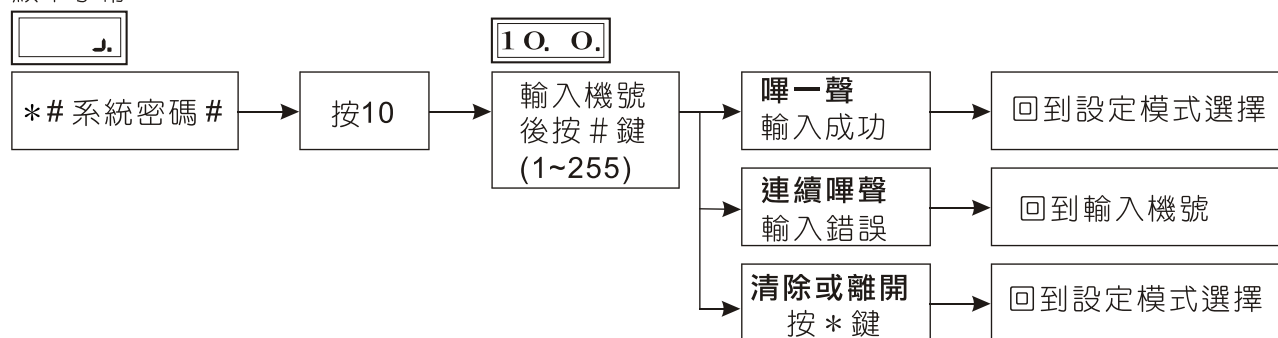 10. 0.
*#系統密碼#
按10
輸入機號
後按#鍵
(1~255)
嗶一聲
輸入成功
回到設定模式選擇
連續嗶聲
輸入錯誤
回到輸入機號
清除或離開
按*鍵
回到設定模式選擇